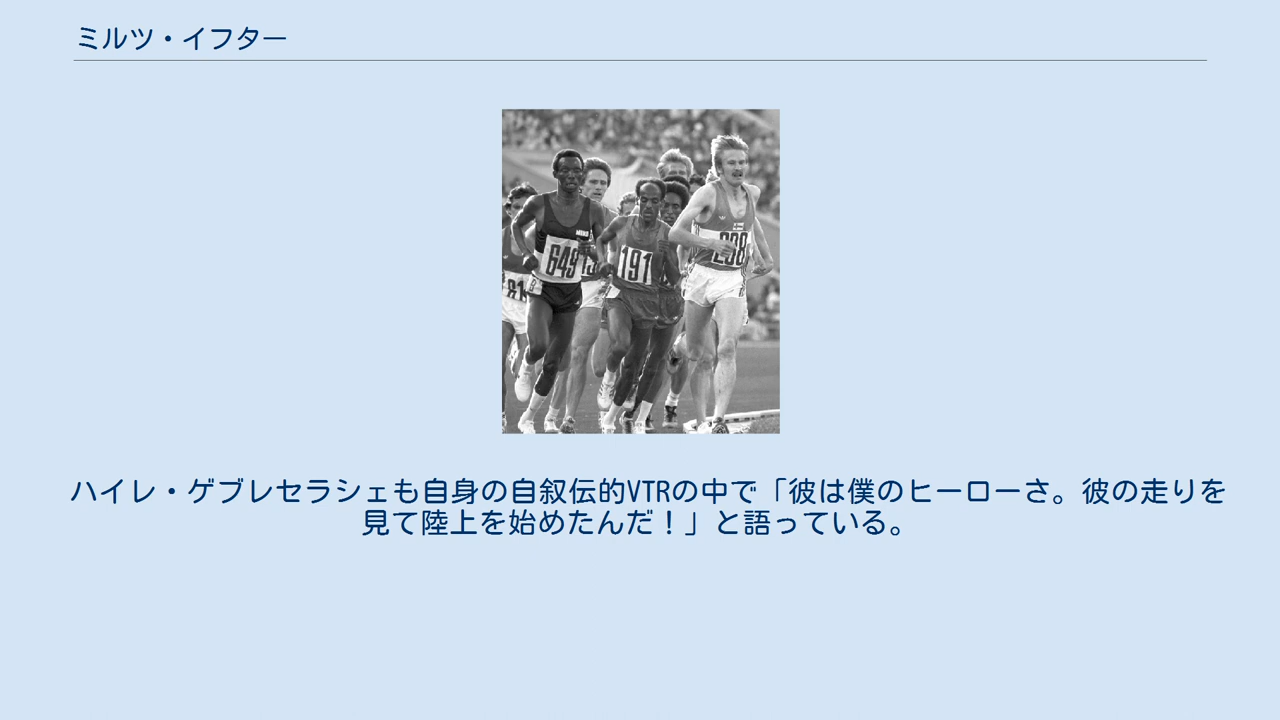 ミルツ・イフター
649
191
208
ハイレ・ゲブレセラシェも自身の自叙伝的VTRの中で「彼は僕のヒーローさ。彼の走りを
見て陸上を始めたんだ！」と語っている。